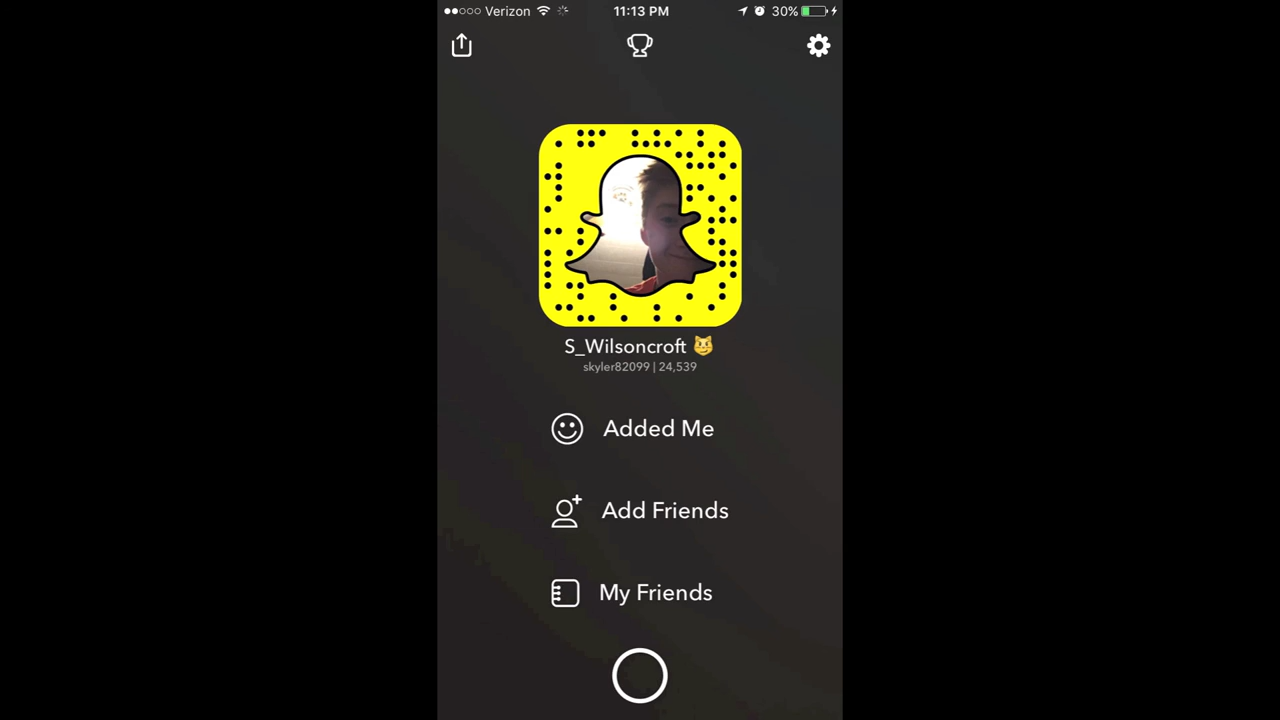 Verizon 11:13 PM 30%
S_Wilsoncroft 😼
skyler82099 | 24,539
Added Me
Add Friends
My Friends